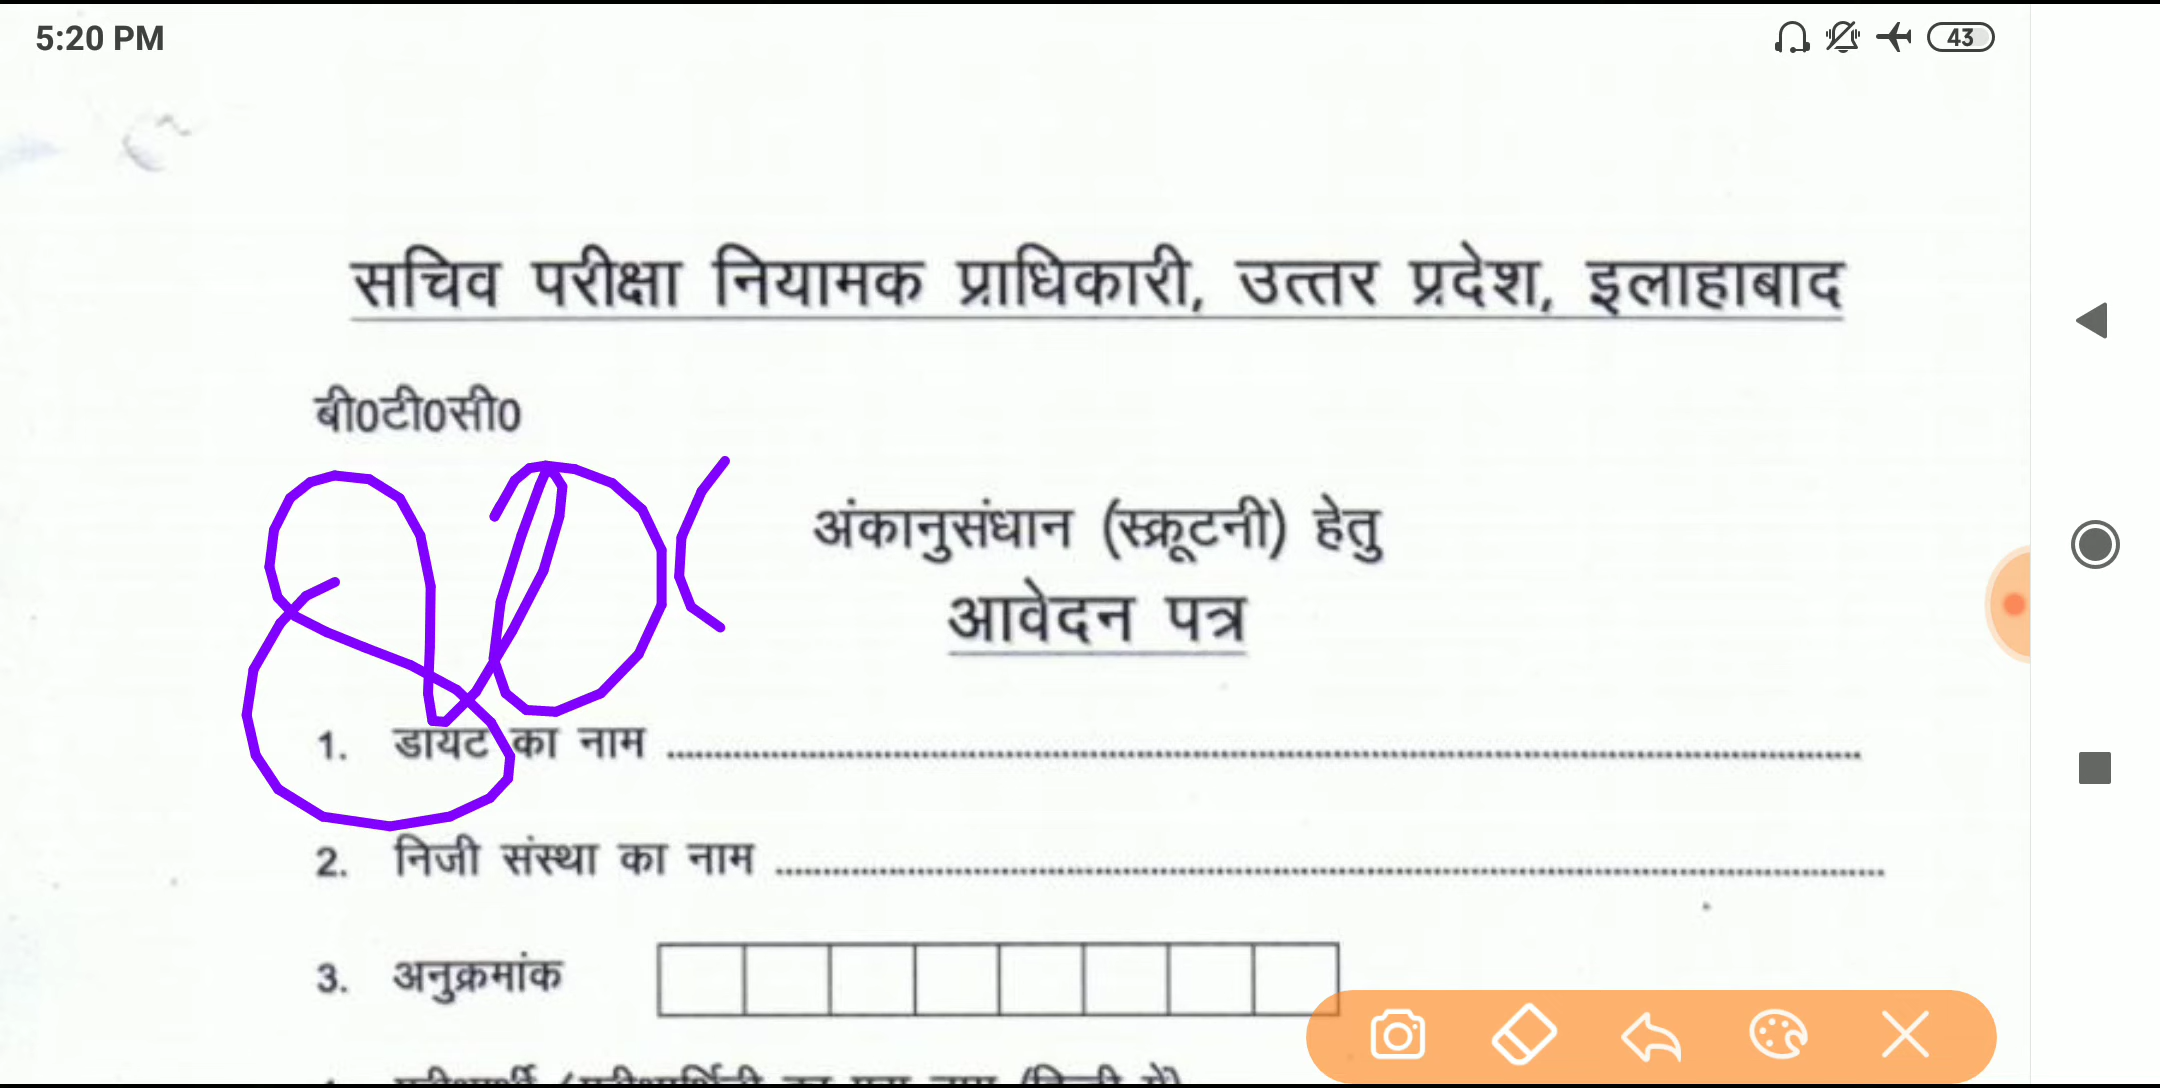 5:20 PM
43
सचिव परीक्षा नियामक प्राधिकारी, उत्तर प्रदेश, इलाहाबाद
बी0टी0सी0
अंकानुसंधान (स्क्रूटनी) हेतु
आवेदन पत्र
1. डायट का नाम
2. निजी संस्था का नाम
3. अनुक्रमांक